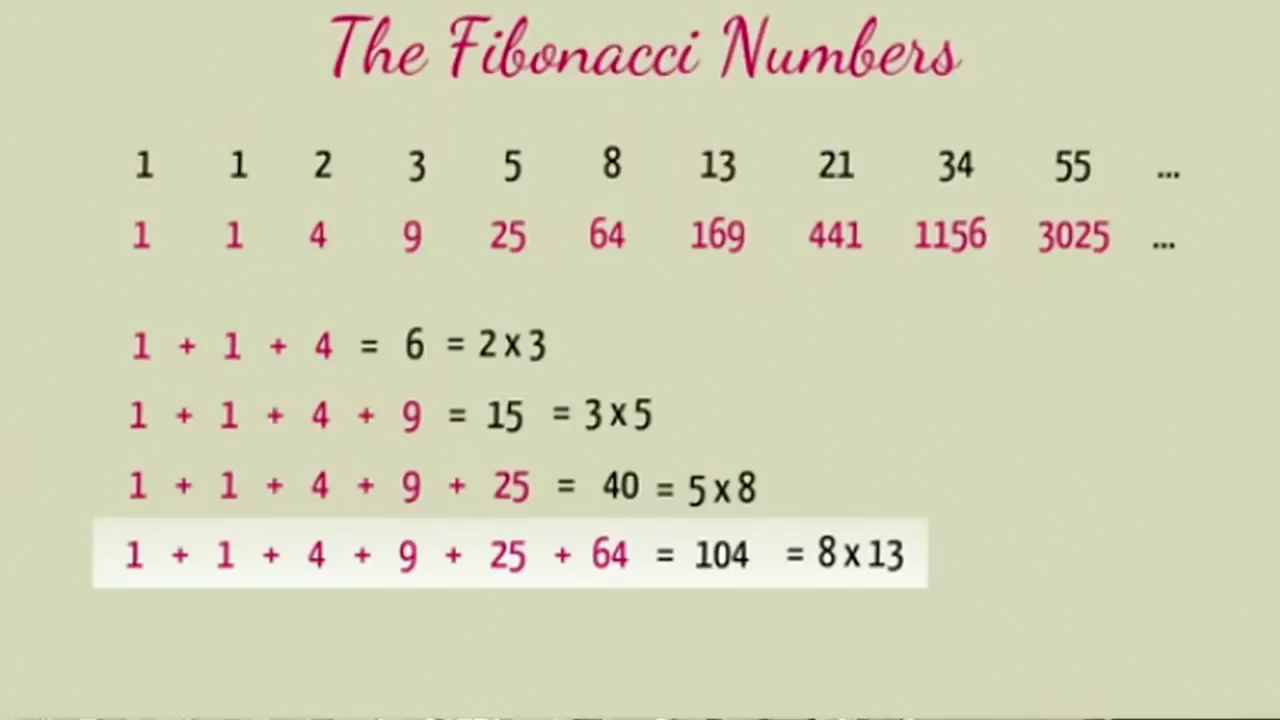 The Fibonacci Numbers
1 1 2 3 5 8 13 21 34 55 ...
1 1 4 9 25 64 169 441 1156 3025 ...
1 + 1 + 4 = 6 = 2 x 3
1 + 1 + 4 + 9 = 15 = 3 x 5
1 + 1 + 4 + 9 + 25 = 40 = 5 x 8
1 + 1 + 4 + 9 + 25 + 64 = 104 = 8 x 13